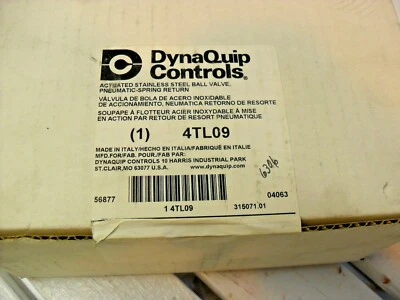 DynaQuip
Controls®
ACTIVATED STAINLESS STEEL BALL VALVE,
PNEUMATIC-SPRING RETURN
VÁLVULA DE BOLA DE ACERO INOXIDABLE
DE ACCIONAMIENTO, NEUMATICA RETORNO DE RESORTE
SOUPAPE À FLOTTEUR ACIER INOXYDABLE À MISE
EN ACTION PAR RETOUR DE RESORT PNEUMATIQUE
(1) 4TL09
MADE IN ITALY/HECHO EN ITALIA/FABRIQUÉ EN ITALIE
MFD.FOR/FAB. POUR/FAB PAR:
DYNAQUIP CONTROLS 10 HARRIS INDUSTRIAL PARK
ST.CLAIR,MO 63077 U.S.A. www.dynaquip.com
56877 04063
1 4TL09 315071.01